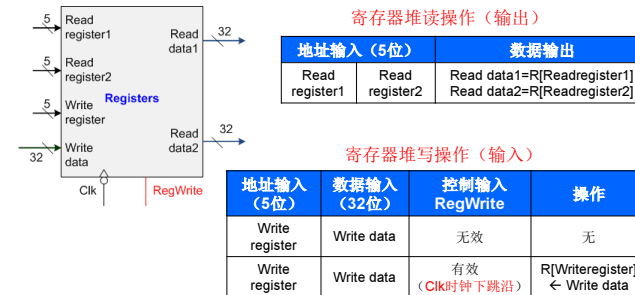 5
Read
register1
5
Read
register2
5
Write
register
32
Write
data
Registers
Read
data1
32
Read
data2
32
Clk
RegWrite
寄存器堆读操作（输出）
地址输入（5位） 数据输出
Read
register1
Read
register2
Read data1=R[Readregister1]
Read data2=R[Readregister2]
寄存器堆写操作（输入）
地址输入
（5位）
数据输入
（32位）
控制输入
RegWrite
操作
Write
register
Write data
无效
无
Write
register
Write data
有效
（Clk时钟下跳沿）
R[Writeregister]
← Write data